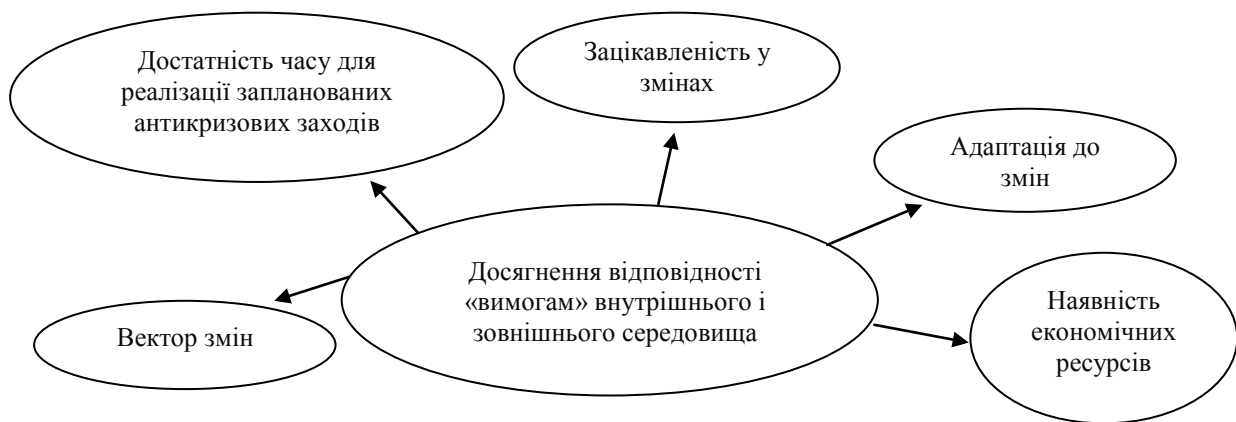 Достатність часу для
реалізації запланованих
антикризових заходів
Зацікавленість у
змінах
Адаптація до
змін
Досягнення відповідності
«вимогам» внутрішнього і
зовнішнього середовища
Вектор змін
Наявність
економічних
ресурсів